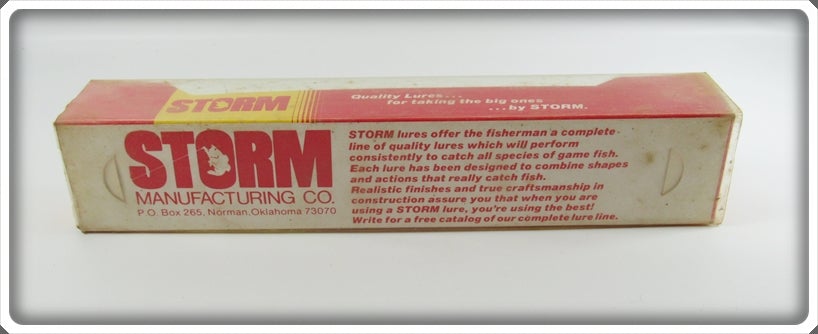 STORM
Quality Lures...
for taking the big ones
...by STORM.
STORM
MANUFACTURING CO.
P.O. Box 265, Norman, Oklahoma 73070
STORM lures offer the fisherman a complete
line of quality lures which will perform
consistently to catch all species of game fish.
Each lure has been designed to combine shapes
and actions that really catch fish.
Realistic finishes and true craftsmanship in
construction assure you that when you are
using a STORM lure, you're using the best!
Write for a free catalog of our complete lure line.